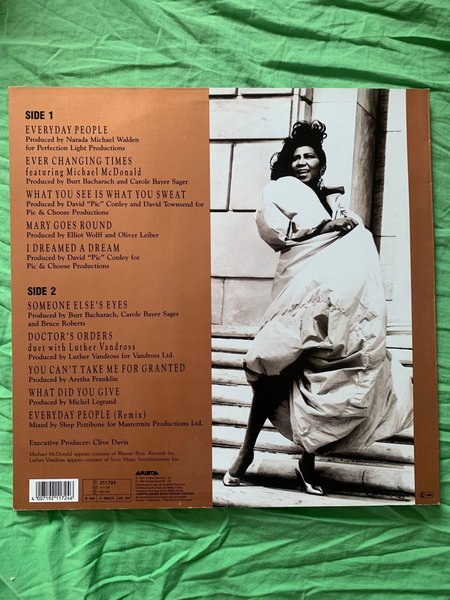 SIDE 1
EVERYDAY PEOPLE
Produced by Narada Michael Walden
for Perfection Light Productions
EVER CHANGING TIMES
featuring Michael McDonald
Produced by Burt Bacharach and Carole Bayer Sager
WHAT YOU SEE IS WHAT YOU SWEAT
Produced by David "Pic" Conley and David Townsend for
Pic & Choose Productions
MARY GOES ROUND
Produced by Elliot Wolff and Oliver Leiber
I DREAMED A DREAM
Produced by David "Pic" Conley for
Pic & Choose Productions
SIDE 2
SOMEONE ELSE'S EYES
Produced by Burt Bacharach, Carole Bayer Sager
and Bruce Roberts
DOCTOR'S ORDERS
duet with Luther Vandross
Produced by Luther Vandross for Vandross Ltd.
YOU CAN'T TAKE ME FOR GRANTED
Produced by Aretha Franklin
WHAT DID YOU GIVE
Produced by Michel Legrand
EVERYDAY PEOPLE (Remix)
Mixed by Shep Pettibone for Mastermix Productions Ltd.
Executive Producer: Clive Davis
Michael McDonald appears courtesy of Warner Bros. Records Inc.
Luther Vandross appears courtesy of Sony Music Entertainment Inc.
ARISTA
211724
4 007192 117246